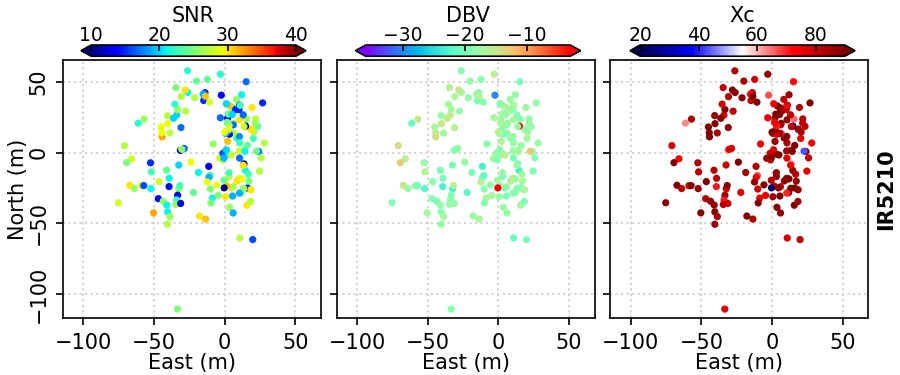 SNR DBV Xc
10 20 30 40 −30 −20 −10 20 40 60 80
50
0
−50
−100
North (m)
IR5210
−100 −50 0 50 −100 −50 0 50 −100 −50 0 50
East (m) East (m) East (m)